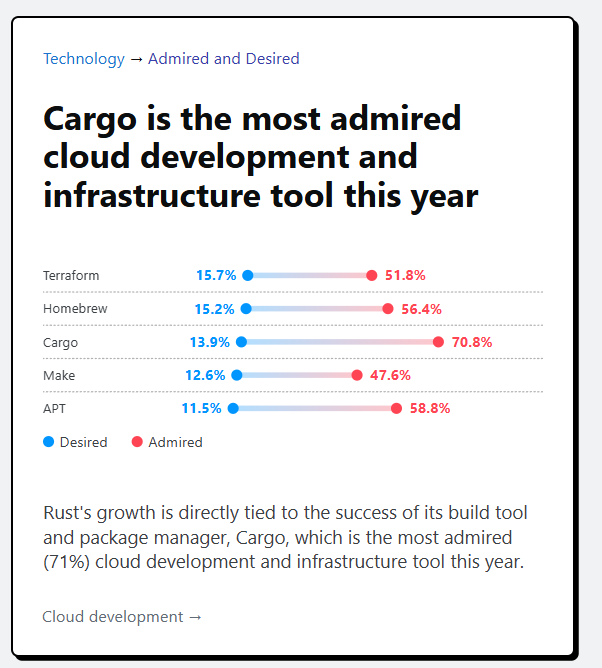 Technology → Admired and Desired
Cargo is the most admired
cloud development and
infrastructure tool this year
Terraform 15.7% 51.8%
Homebrew 15.2% 56.4%
Cargo 13.9% 70.8%
Make 12.6% 47.6%
APT 11.5% 58.8%
Desired Admired
Rust's growth is directly tied to the success of its build tool
and package manager, Cargo, which is the most admired
(71%) cloud development and infrastructure tool this year.
Cloud development →